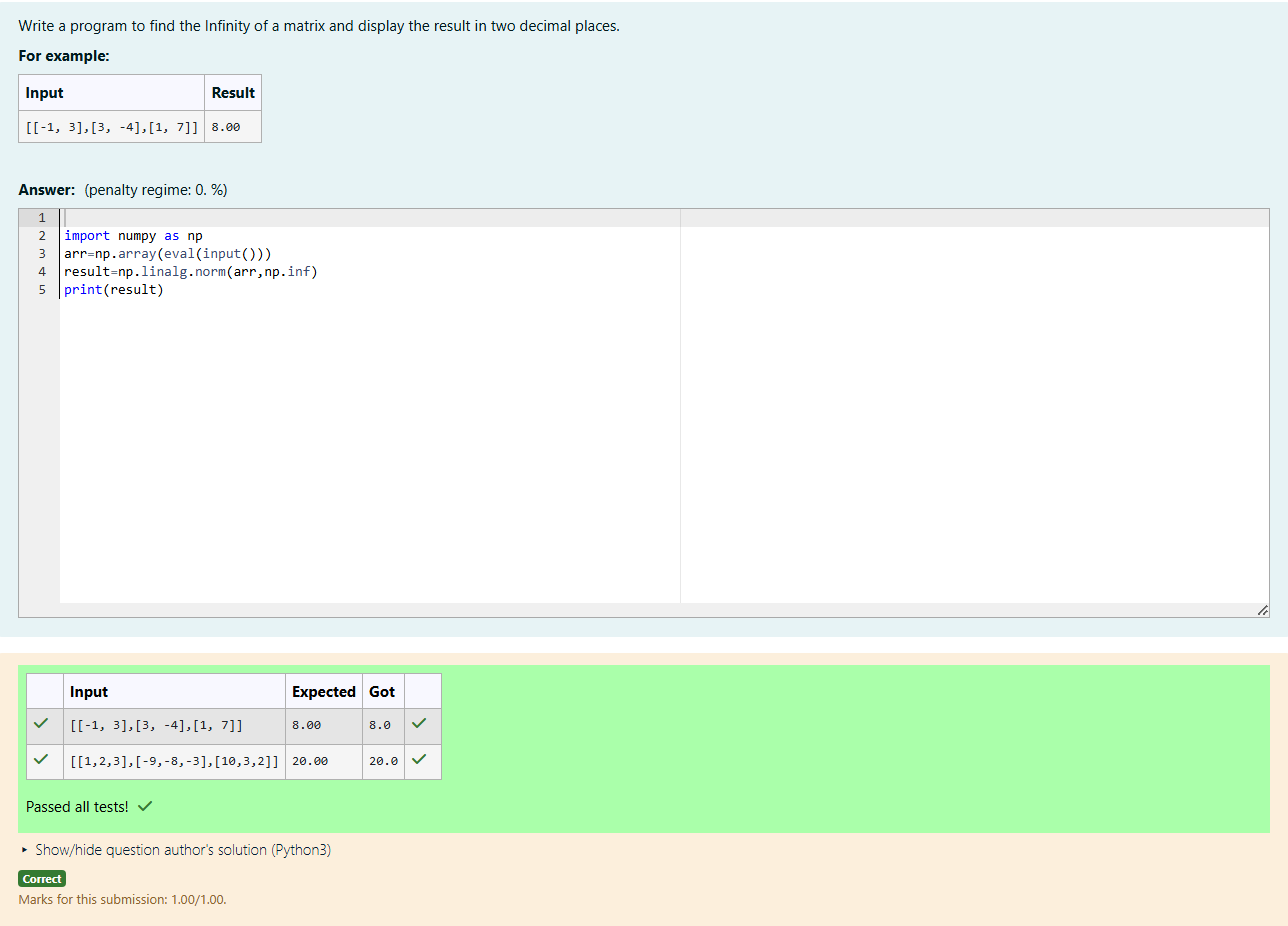 Write a program to find the Infinity of a matrix and display the result in two decimal places.
For example:
Input Result
[[-1, 3],[3, -4],[1, 7]] 8.00
Answer: (penalty regime: 0. %)
1
2 import numpy as np
3 arr=np.array(eval(input()))
4 result=np.linalg.norm(arr,np.inf)
5 print(result)
Input Expected Got
[[-1, 3],[3, -4],[1, 7]] 8.00 8.0
[[1,2,3],[-9,-8,-3],[10,3,2]] 20.00 20.0
Passed all tests!
Show/hide question author's solution (Python3)
Correct
Marks for this submission: 1.00/1.00.